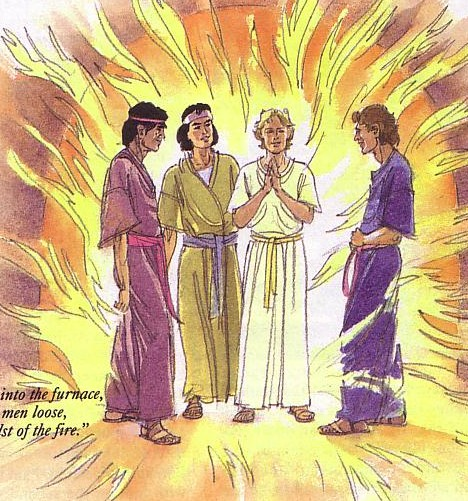 into the furnace,
men loose,
lst of the fire."